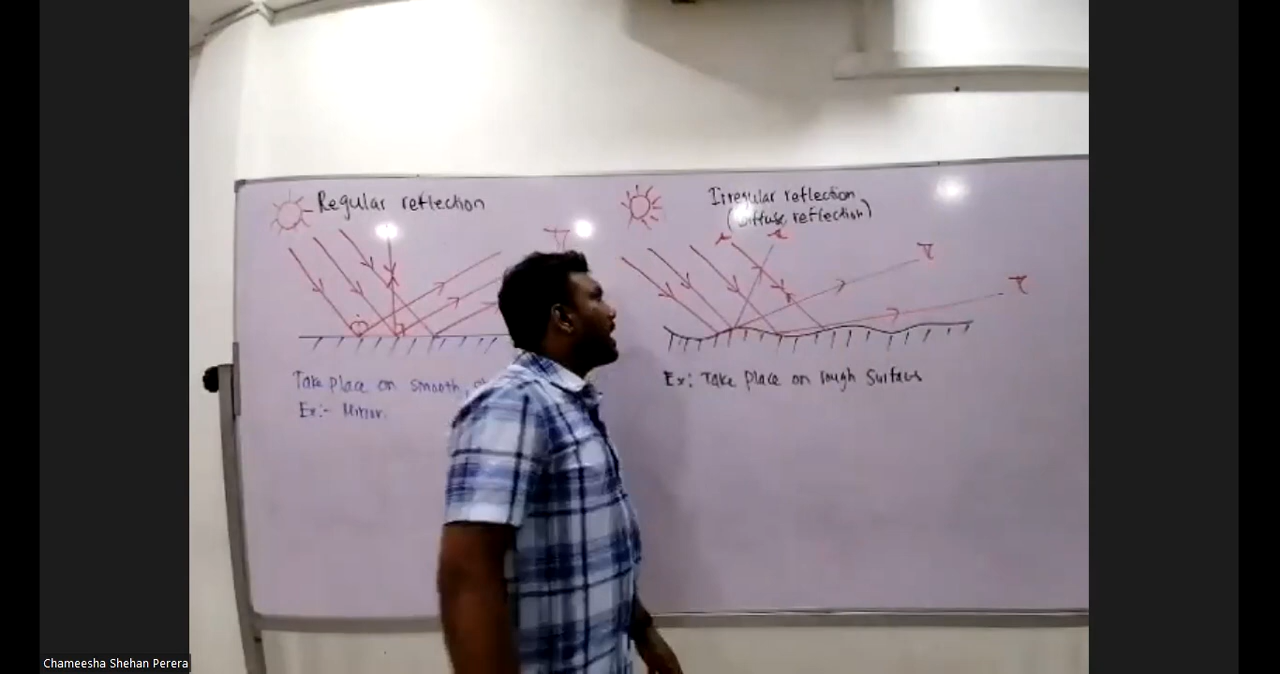 Regular reflection
Take place on smooth,
Ex:- Mirror.
Irregular reflection
(Diffuse reflection)
Ex: Take place on rough Surfaces
Chameesha Shehan Perera